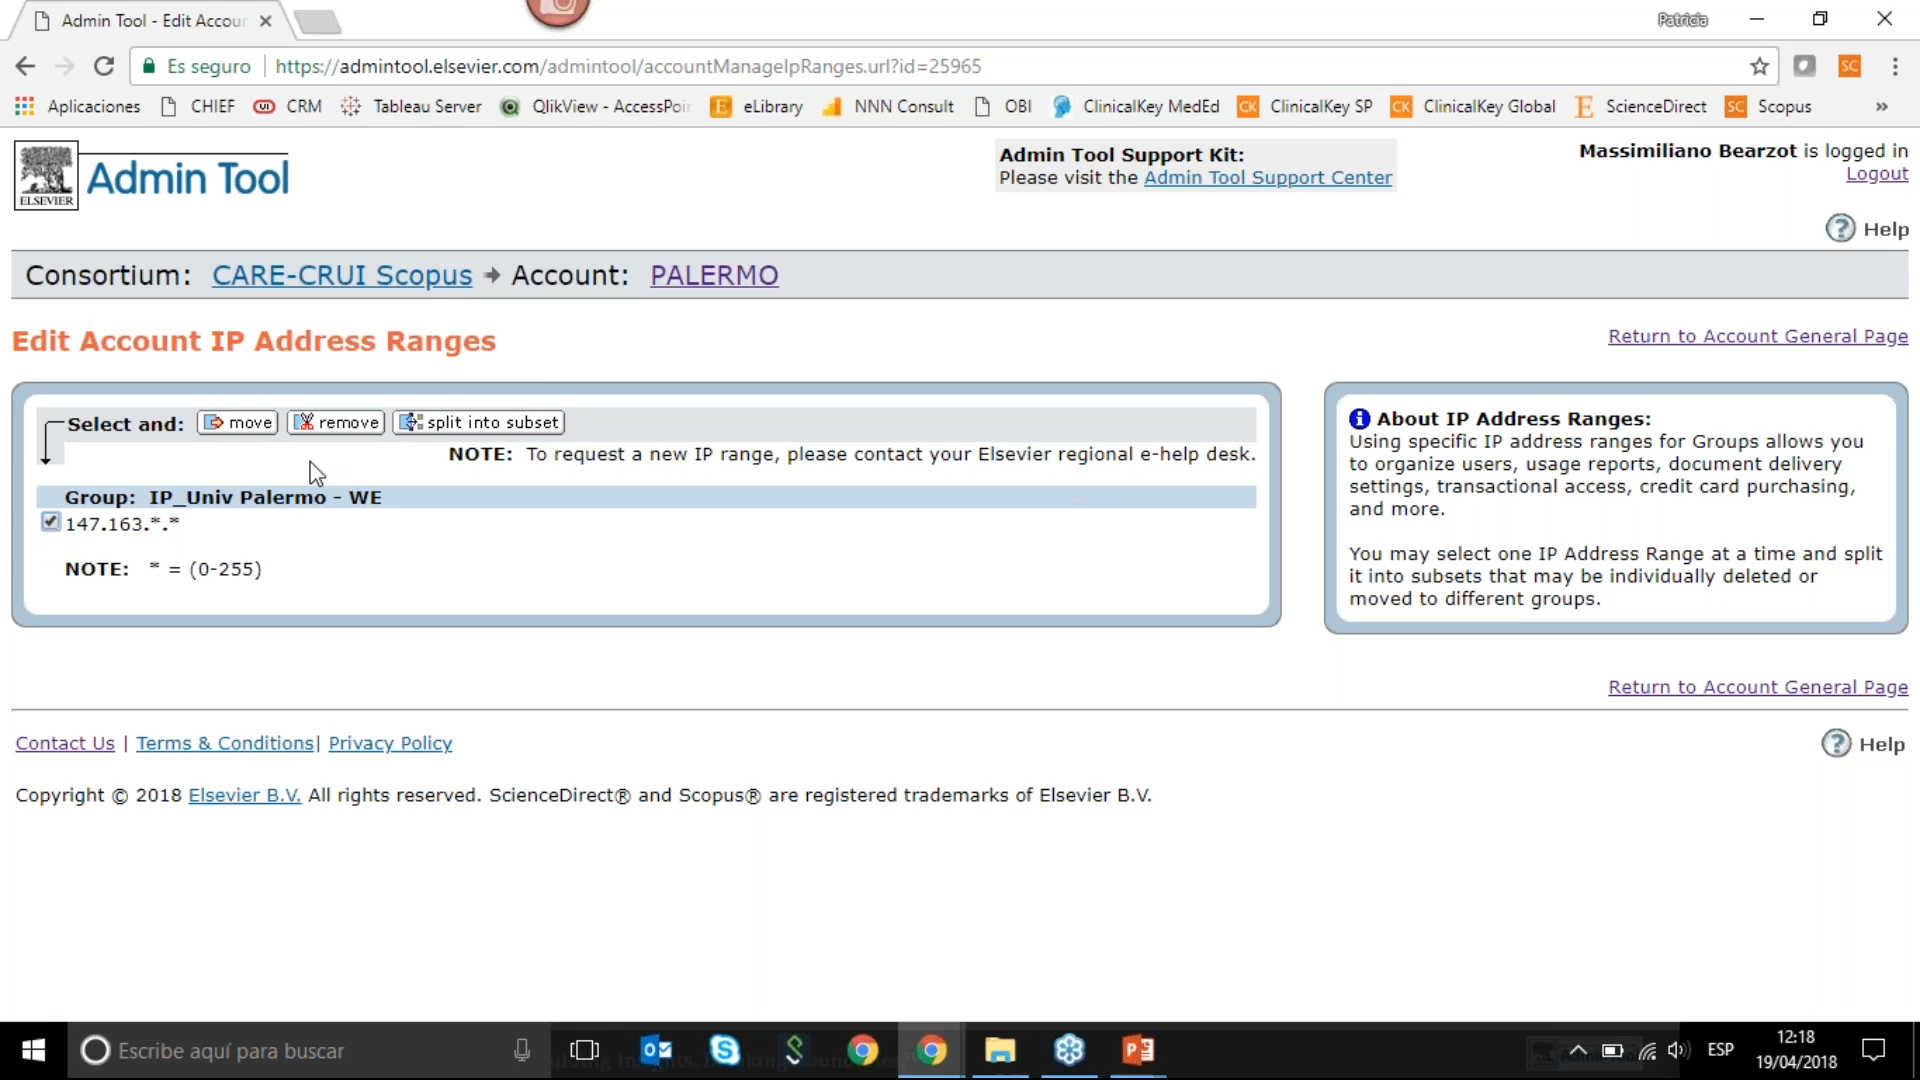 Admin Tool - Edit Accou
Patricia
Es seguro https://admintool.elsevier.com/admintool/accountManageIpRanges.url?id=25965
Aplicaciones CHIEF CRM Tableau Server QlikView - AccessPoin eLibrary NNN Consult OBI ClinicalKey MedEd ClinicalKey SP ClinicalKey Global ScienceDirect Scopus »
ELSEVIER
Admin Tool
Admin Tool Support Kit:
Please visit the Admin Tool Support Center
Massimiliano Bearzot is logged in
Logout
Help
Consortium: CARE-CRUI Scopus Account: PALERMO
Edit Account IP Address Ranges
Return to Account General Page
Select and: move remove split into subset
NOTE: To request a new IP range, please contact your Elsevier regional e-help desk.
Group: IP_Univ Palermo - WE
147.163.*.*
NOTE: * = (0-255)
About IP Address Ranges:
Using specific IP address ranges for Groups allows you
to organize users, usage reports, document delivery
settings, transactional access, credit card purchasing,
and more.
You may select one IP Address Range at a time and split
it into subsets that may be individually deleted or
moved to different groups.
Return to Account General Page
Contact Us | Terms & Conditions| Privacy Policy
Help
Copyright © 2018 Elsevier B.V. All rights reserved. ScienceDirect® and Scopus® are registered trademarks of Elsevier B.V.
Escribe aquí para buscar
ESP
12:18
19/04/2018